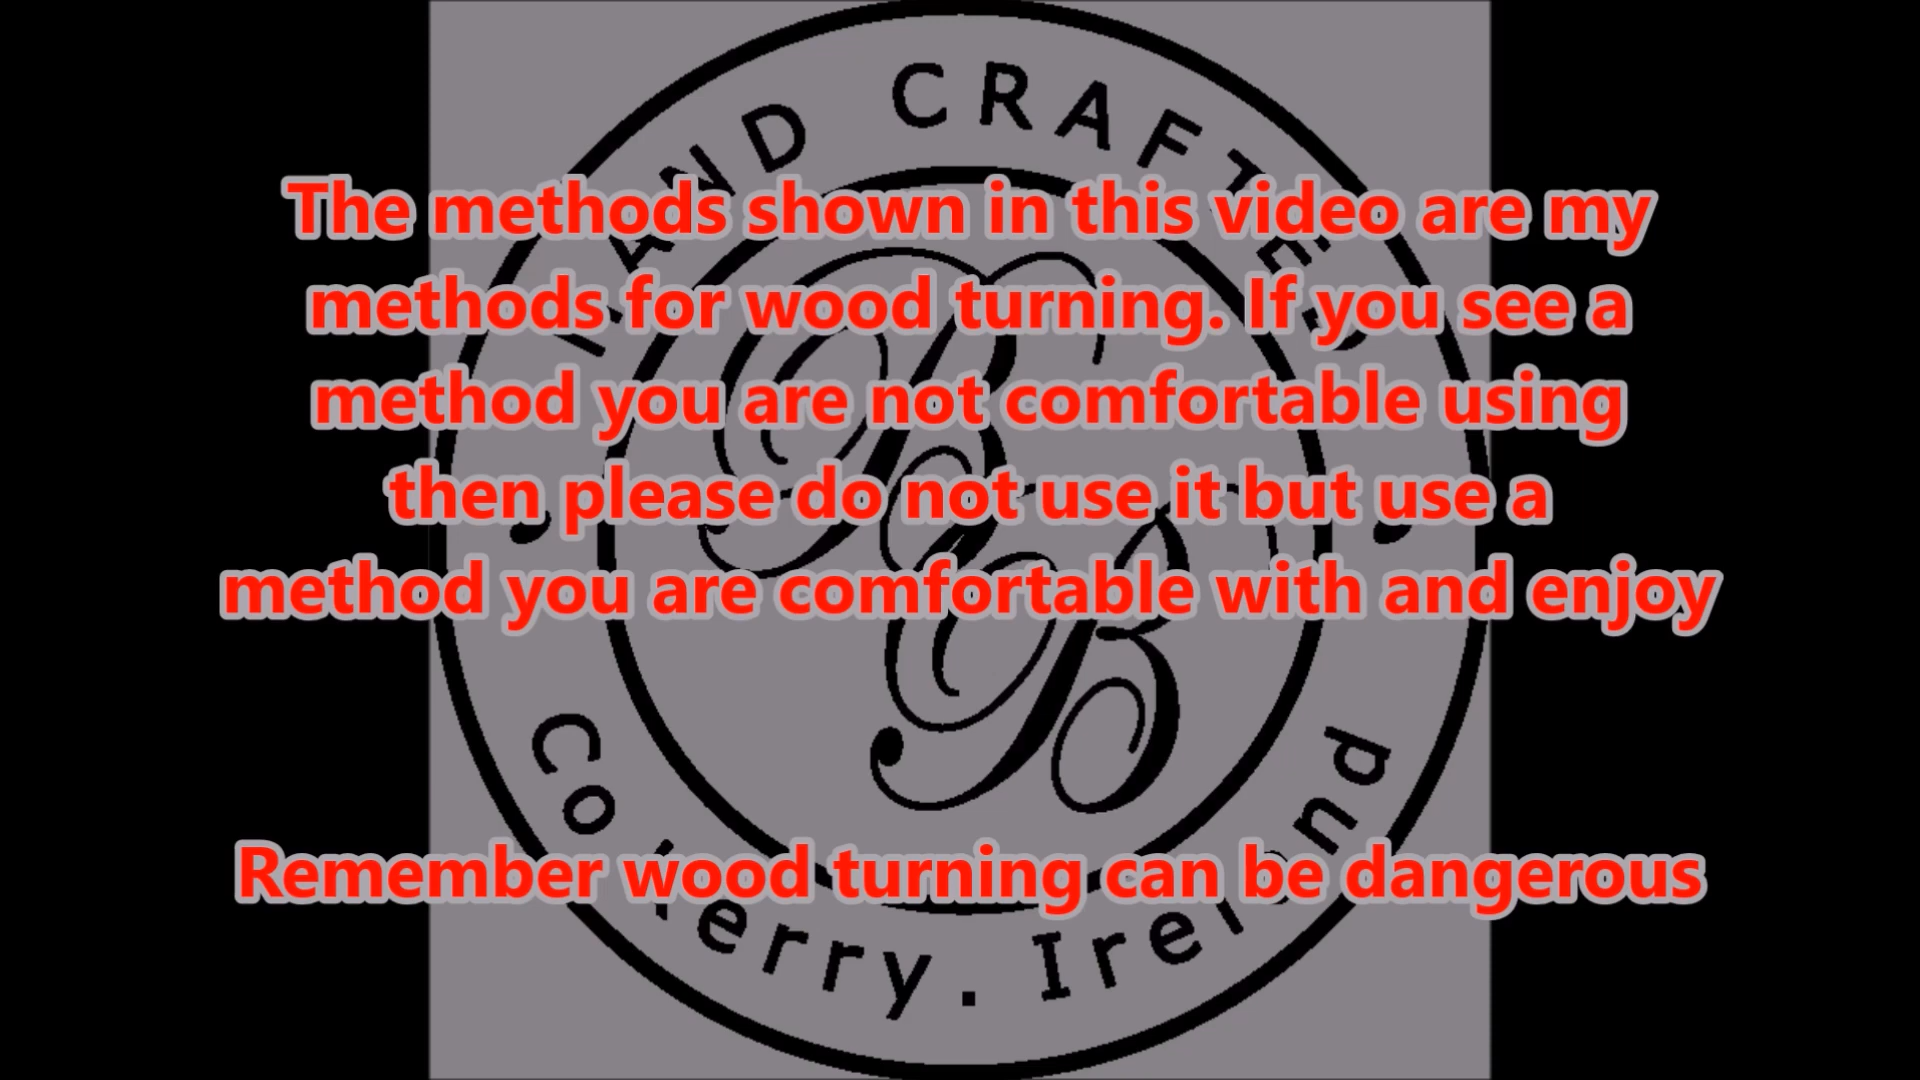 HAND CRAFTED
The methods shown in this video are my
methods for wood turning. If you see a
method you are not comfortable using
then please do not use it but use a
method you are comfortable with and enjoy
Remember wood turning can be dangerous
Co Kerry. Ireland